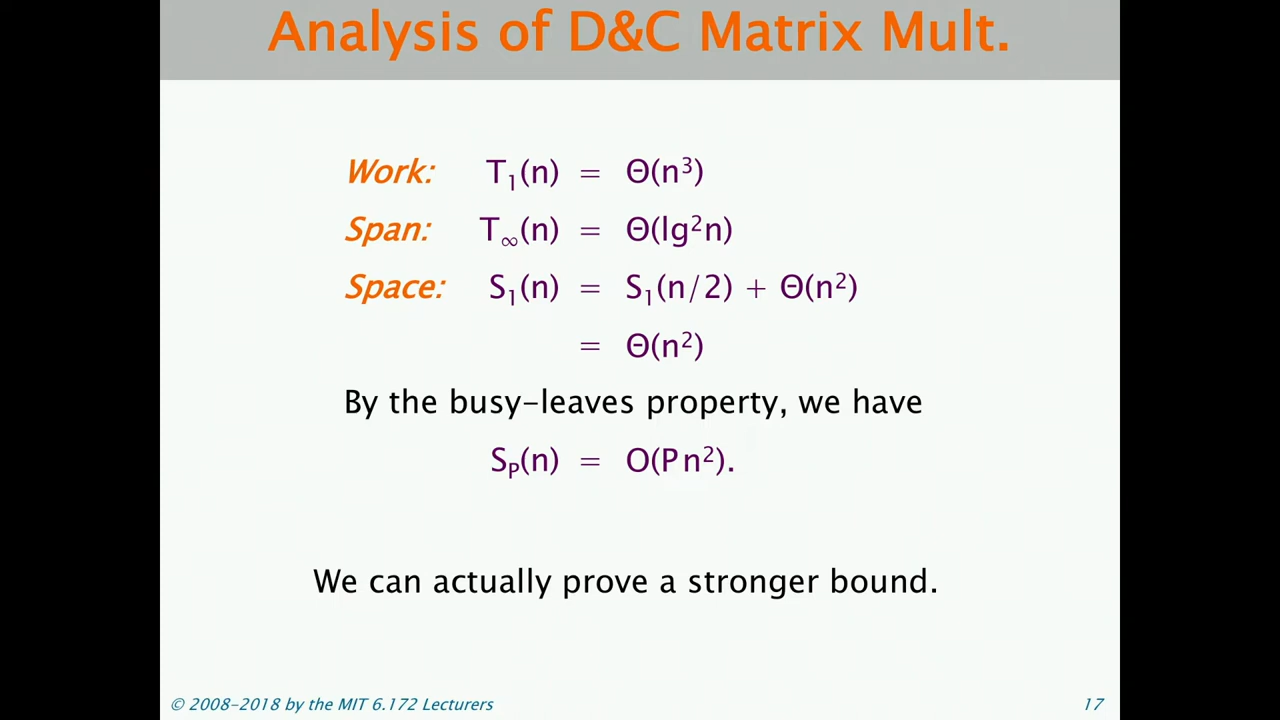 Analysis of D&C Matrix Mult.
Work: T₁(n) = Θ(n³)
Span: T∞(n) = Θ(lg²n)
Space: S₁(n) = S₁(n/2) + Θ(n²)
= Θ(n²)
By the busy-leaves property, we have
Sₚ(n) = O(Pn²).
We can actually prove a stronger bound.
© 2008-2018 by the MIT 6.172 Lecturers
17